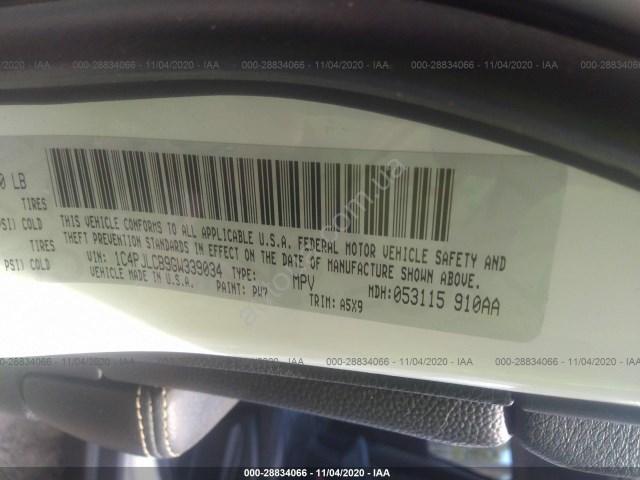 000-28834066 - 11/04/2020 - IAA
0 LB
TIRES
PSI) COLD
TIRES
PSI) COLD
THIS VEHICLE CONFORMS TO ALL APPLICABLE U.S.A. FEDERAL MOTOR VEHICLE SAFETY AND
THEFT PREVENTION STANDARDS IN EFFECT ON THE DATE OF MANUFACTURE SHOWN ABOVE.
VIN: 1C4PJLCB9GW339034 TYPE: MPV MDH: 053115 910AA
VEHICLE MADE IN U.S.A. PAINT: PW7 TRIM: A5X9
000-28834066 - 11/04/2020 - IAA
000-28834066 - 11/04/2020 - IAA